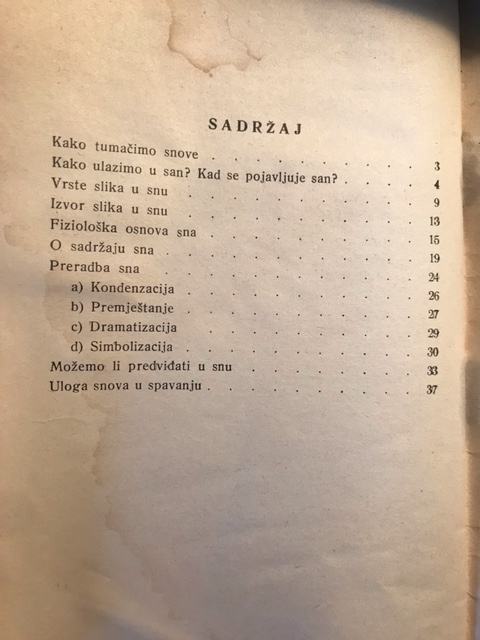 SADRŽAJ
Kako tumačimo snove . . . . . . . . . . 3
Kako ulazimo u san? Kad se pojavljuje san? . . . . 4
Vrste slika u snu . . . . . . . . . . 9
Izvor slika u snu . . . . . . . . . . 13
Fiziološka osnova sna . . . . . . . . . 15
O sadržaju sna . . . . . . . . . . . 19
Preradba sna . . . . . . . . . . . 24
a) Kondenzacija . . . . . . . . . . 26
b) Premještanje . . . . . . . . . . 27
c) Dramatizacija . . . . . . . . . . 29
d) Simbolizacija . . . . . . . . . . 30
Možemo li predviđati u snu . . . . . . . 33
Uloga snova u spavanju . . . . . . . . . 37